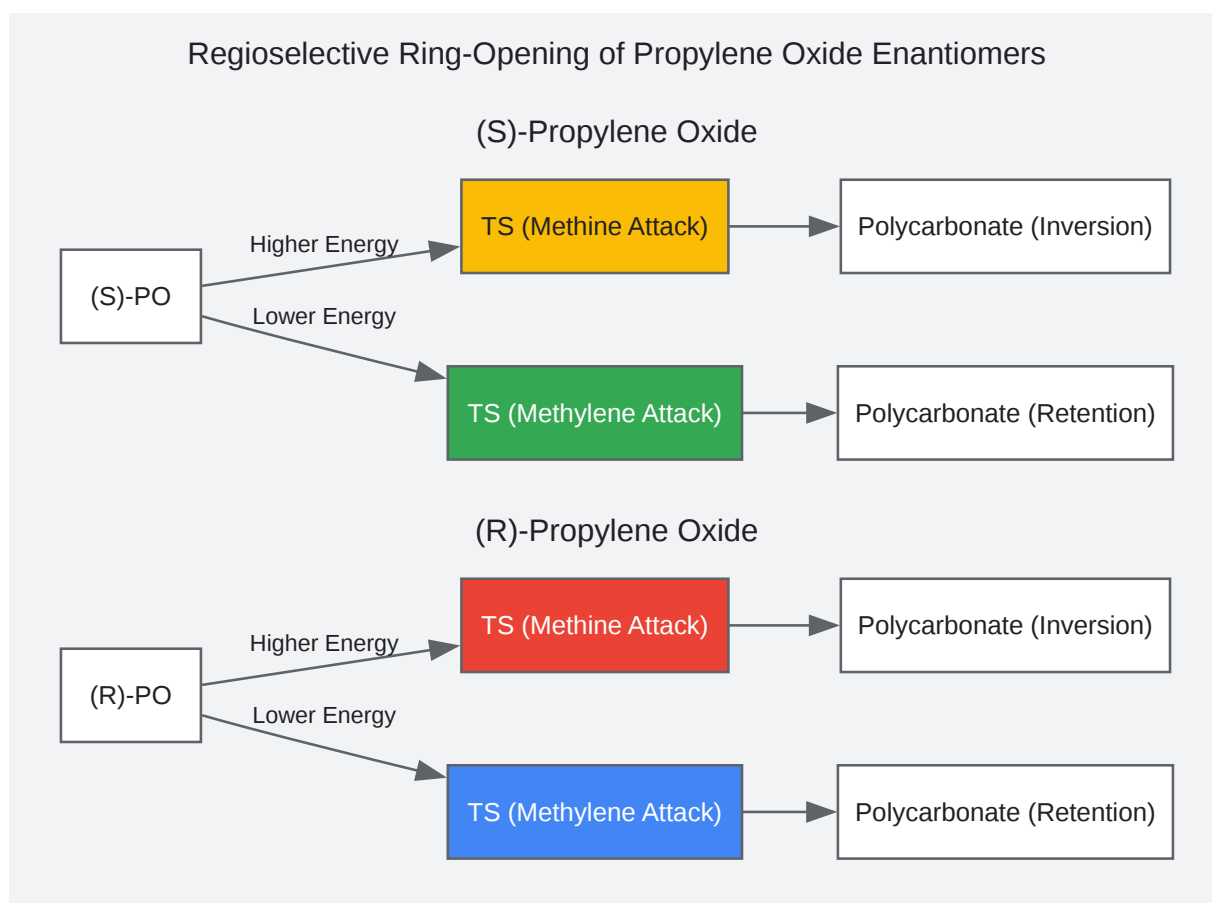 Regioselective Ring-Opening of Propylene Oxide Enantiomers
(S)-Propylene Oxide
TS (Methine Attack)
Polycarbonate (Inversion)
Higher Energy
(S)-PO
Lower Energy
TS (Methylene Attack)
Polycarbonate (Retention)
(R)-Propylene Oxide
TS (Methine Attack)
Polycarbonate (Inversion)
Higher Energy
(R)-PO
Lower Energy
TS (Methylene Attack)
Polycarbonate (Retention)